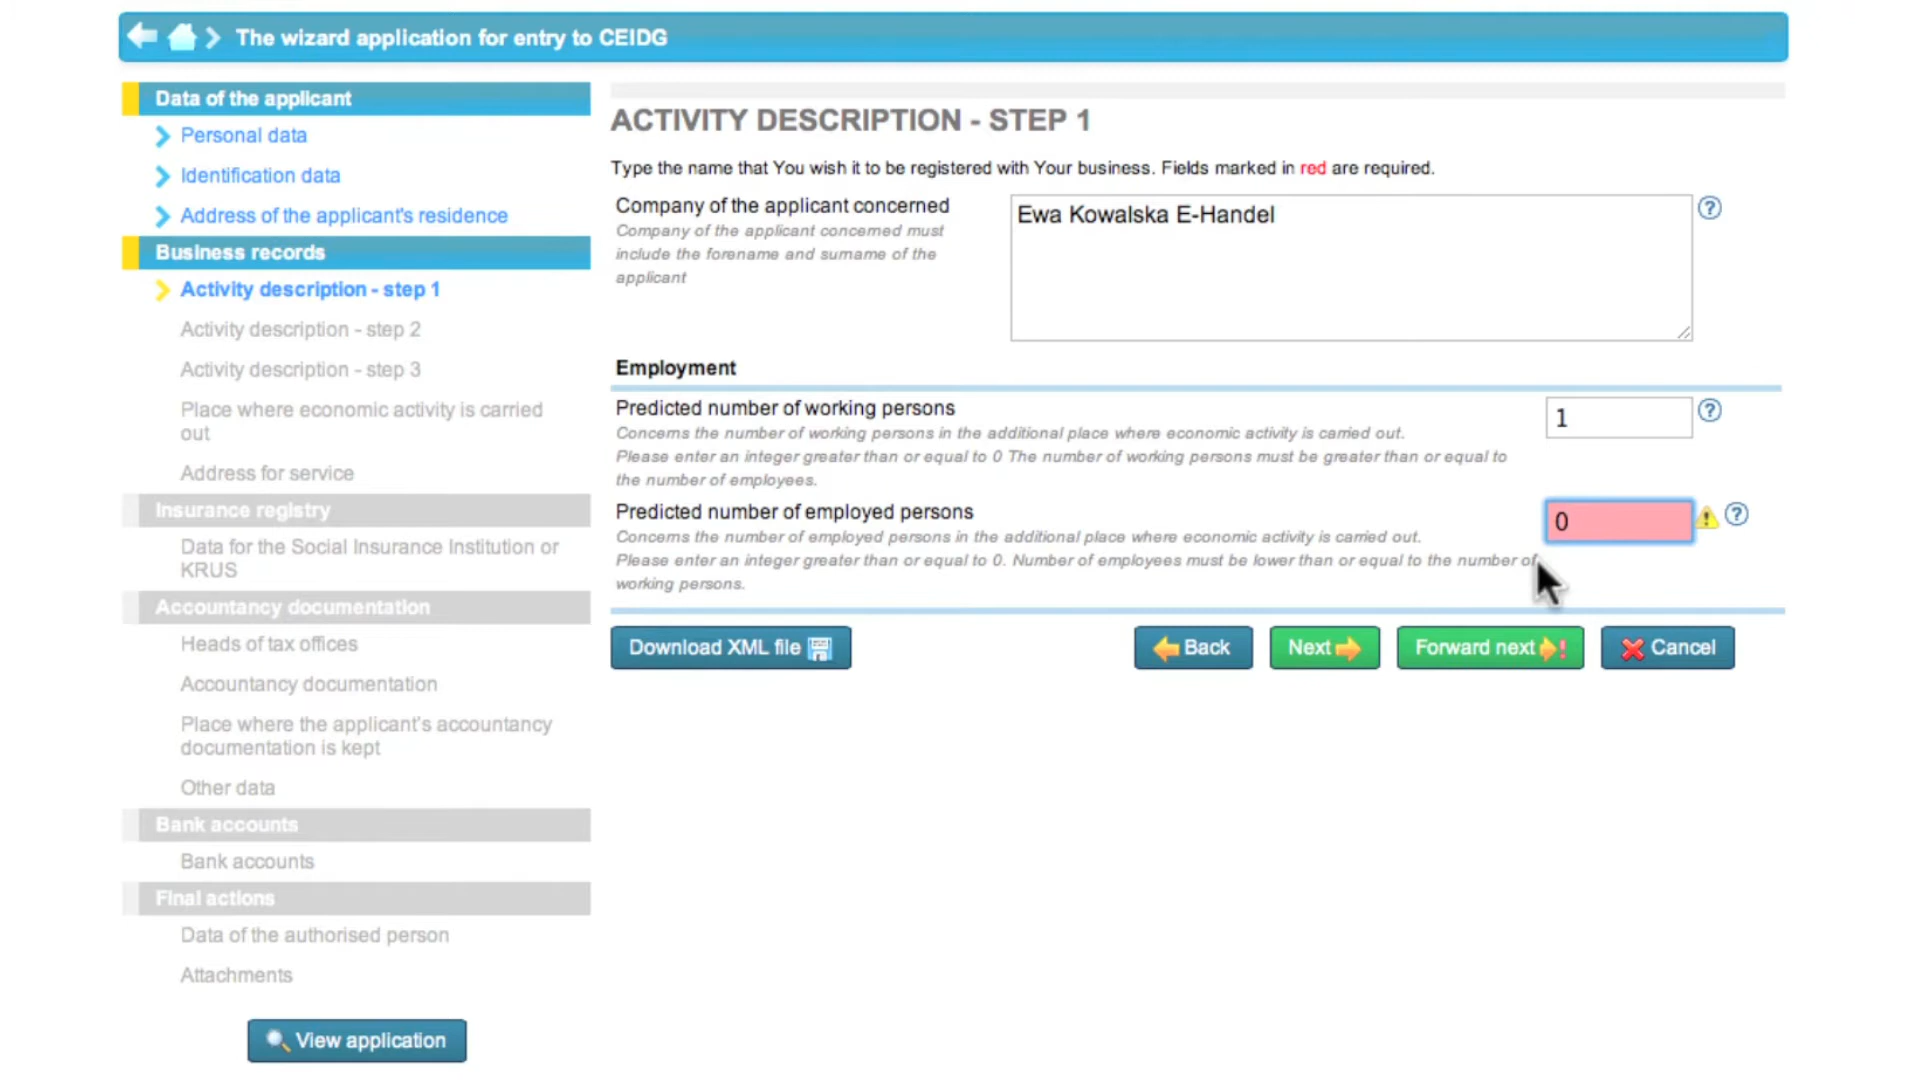 The wizard application for entry to CEIDG
Data of the applicant
Personal data
Identification data
Address of the applicant's residence
Business records
Activity description - step 1
Activity description - step 2
Activity description - step 3
Place where economic activity is carried
out
Address for service
Insurance registry
Data for the Social Insurance Institution or
KRUS
Accountancy documentation
Heads of tax offices
Accountancy documentation
Place where the applicant's accountancy
documentation is kept
Other data
Bank accounts
Bank accounts
Final actions
Data of the authorised person
Attachments
View application
ACTIVITY DESCRIPTION - STEP 1
Type the name that You wish it to be registered with Your business. Fields marked in red are required.
Company of the applicant concerned
Company of the applicant concerned must
include the forename and surname of the
applicant
Ewa Kowalska E-Handel
Employment
Predicted number of working persons
Concerns the number of working persons in the additional place where economic activity is carried out.
Please enter an integer greater than or equal to 0 The number of working persons must be greater than or equal to
the number of employees.
1
Predicted number of employed persons
Concerns the number of employed persons in the additional place where economic activity is carried out.
Please enter an integer greater than or equal to 0. Number of employees must be lower than or equal to the number of
working persons.
0
Download XML file
Back
Next
Forward next
Cancel